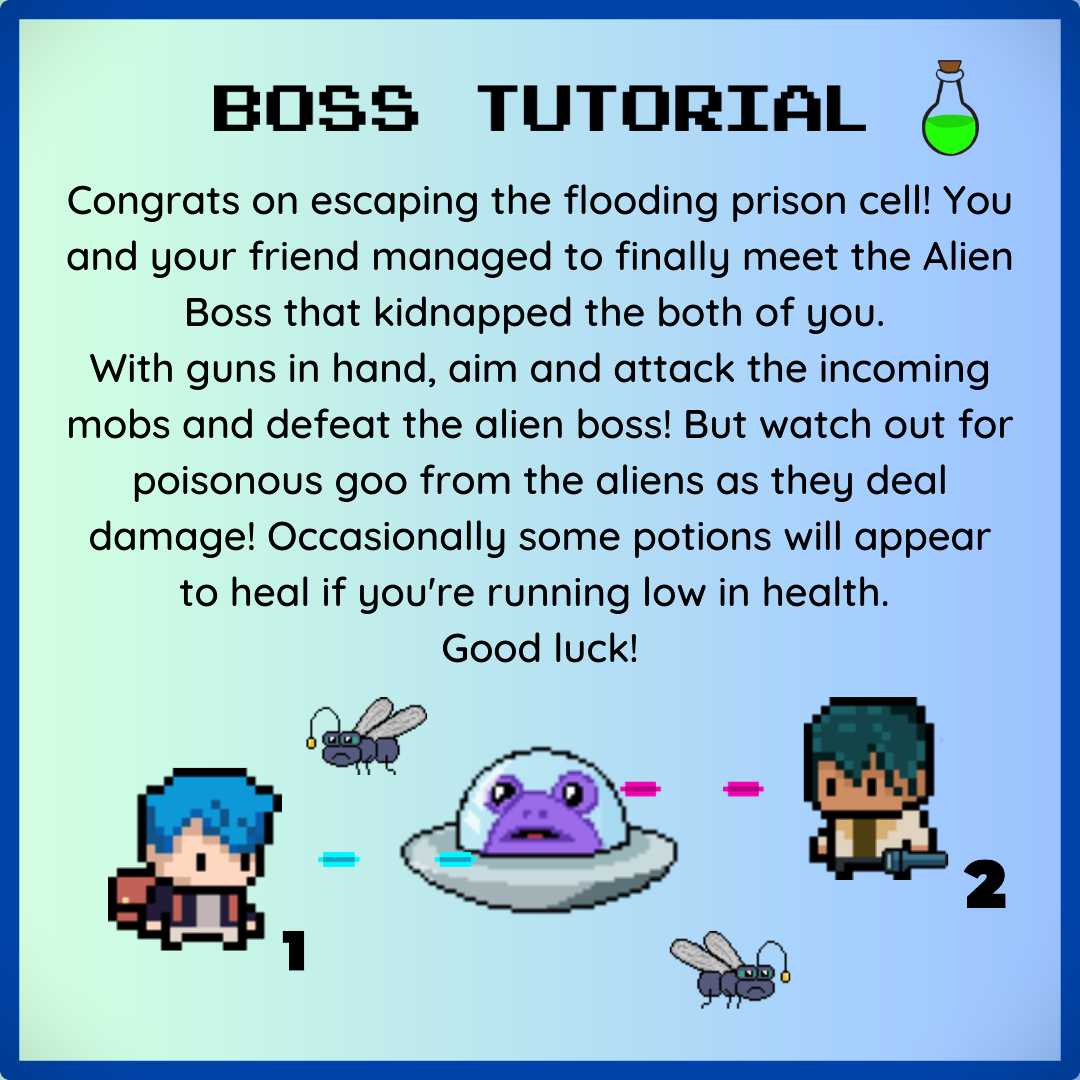 BOSS TUTORIAL
Congrats on escaping the flooding prison cell! You
and your friend managed to finally meet the Alien
Boss that kidnapped the both of you.
With guns in hand, aim and attack the incoming
mobs and defeat the alien boss! But watch out for
poisonous goo from the aliens as they deal
damage! Occasionally some potions will appear
to heal if you're running low in health.
Good luck!
1
2